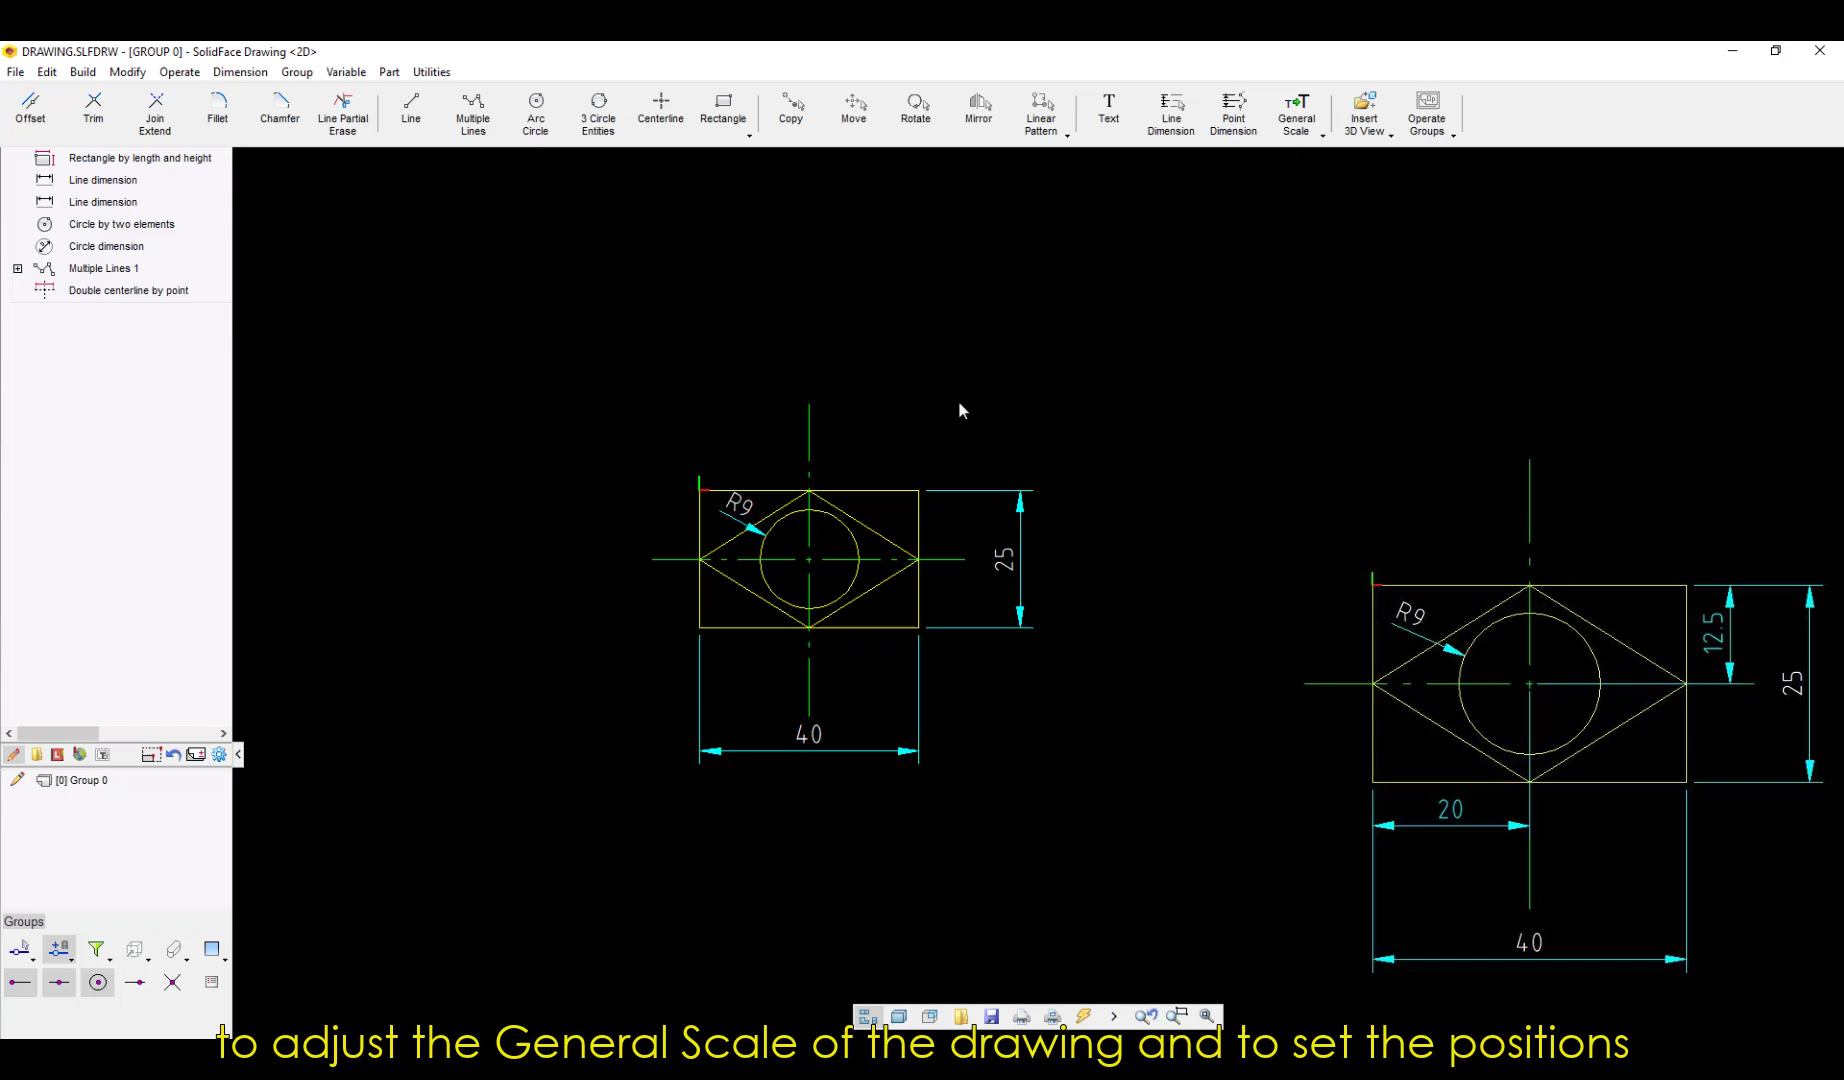 DRAWING.SLFDRW - [GROUP 0] - SolidFace Drawing <2D>
File Edit Build Modify Operate Dimension Group Variable Part Utilities
Offset
Trim
Join Extend
Fillet
Chamfer
Line Partial Erase
Line
Multiple Lines
Arc Circle
3 Circle Entities
Centerline
Rectangle
Copy
Move
Rotate
Mirror
Linear Pattern
Text
Line Dimension
Point Dimension
General Scale
Insert 3D View
Operate Groups
Rectangle by length and height
Line dimension
Line dimension
Circle by two elements
Circle dimension
Multiple Lines 1
Double centerline by point
R9
25
40
R9
12.5
25
20
40
[0] Group 0
Groups
to adjust the General Scale of the drawing and to set the positions